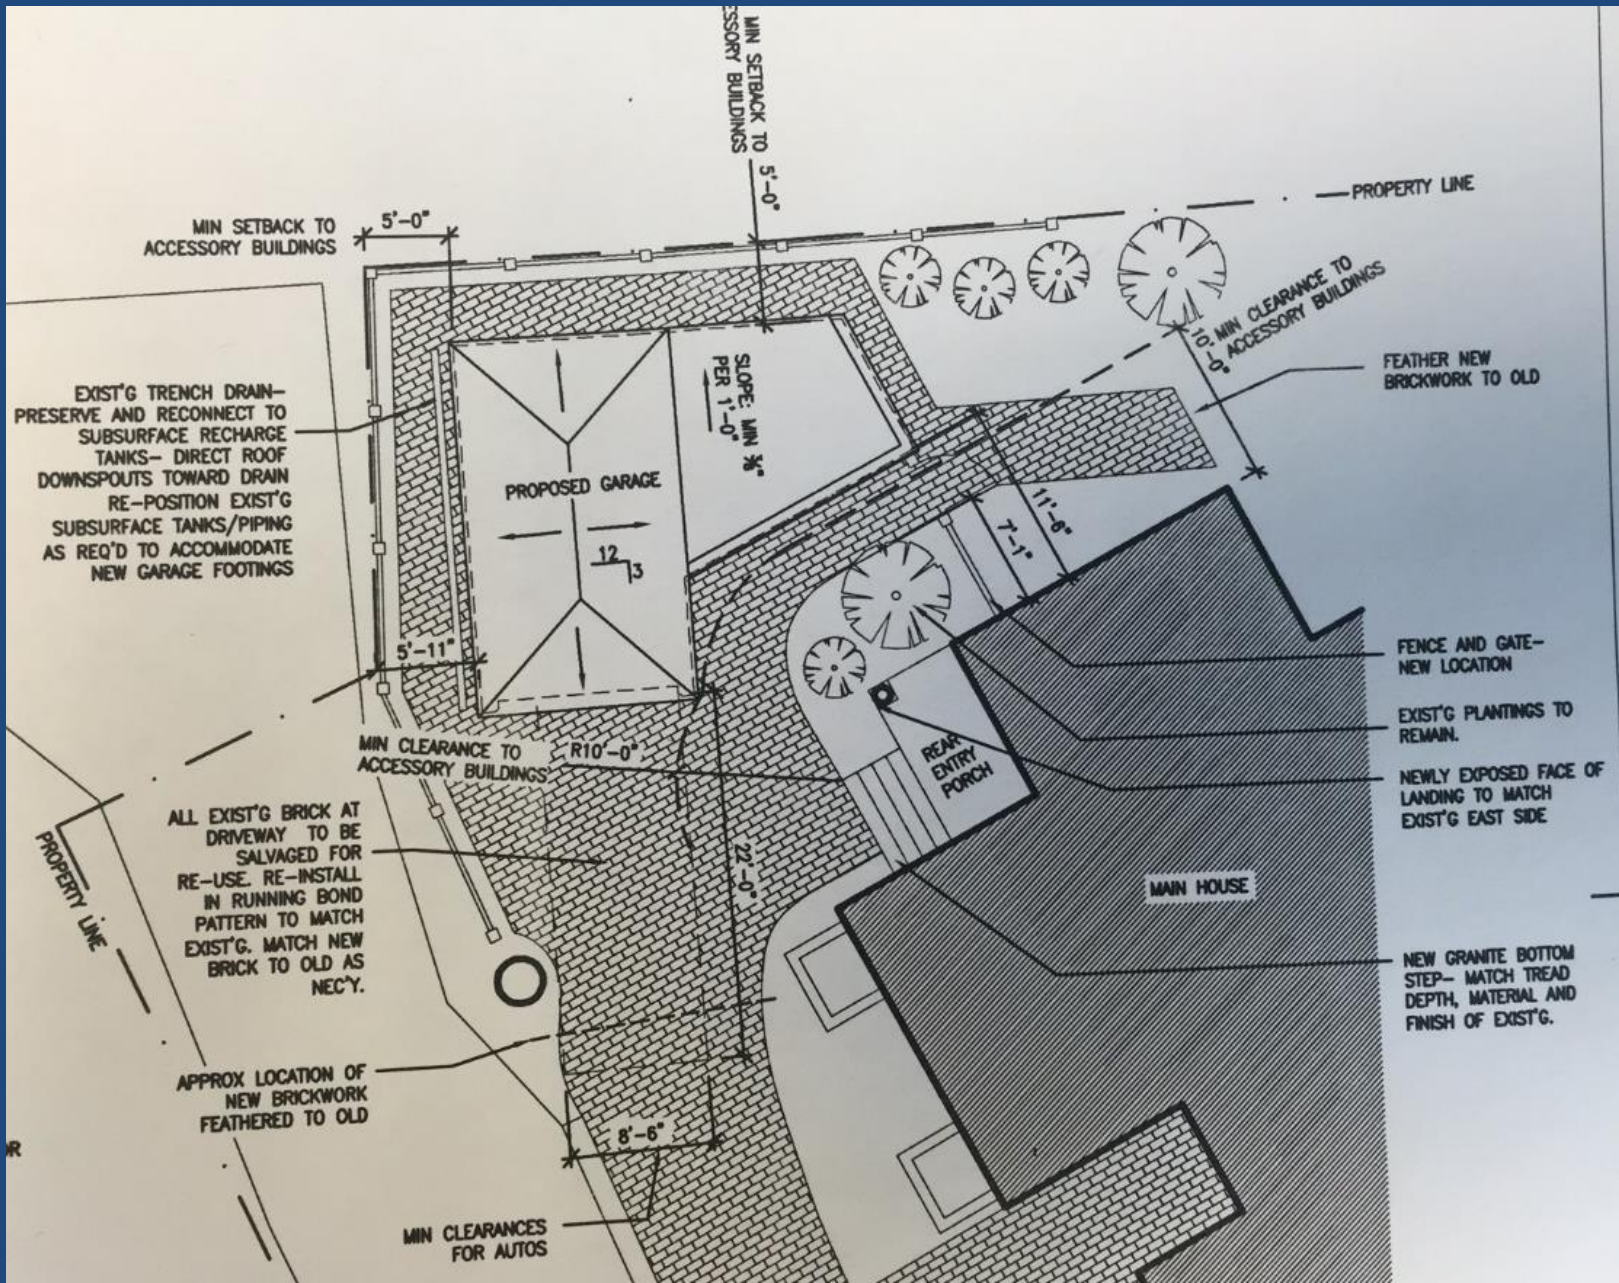 MIN SETBACK TO
ACCESSORY BUILDINGS
5'-0"
MIN SETBACK TO
ESSORY BUILDINGS
5'-0"
PROPERTY LINE
10'-0"
MIN CLEARANCE TO
ACCESSORY BUILDINGS
FEATHER NEW
BRICKWORK TO OLD
EXIST'G TRENCH DRAIN-
PRESERVE AND RECONNECT TO
SUBSURFACE RECHARGE
TANKS- DIRECT ROOF
DOWNSPOUTS TOWARD DRAIN
RE-POSITION EXIST'G
SUBSURFACE TANKS/PIPING
AS REQ'D TO ACCOMMODATE
NEW GARAGE FOOTINGS
SLOPE: MIN
PER 1'-0"
PROPOSED GARAGE
12
3
11'-6"
7'-1"
5'-11"
FENCE AND GATE-
NEW LOCATION
EXIST'G PLANTINGS TO
REMAIN.
NEWLY EXPOSED FACE OF
LANDING TO MATCH
EXIST'G EAST SIDE
REAR
ENTRY
PORCH
MIN CLEARANCE TO
ACCESSORY BUILDINGS
R10'-0"
ALL EXIST'G BRICK AT
DRIVEWAY TO BE
SALVAGED FOR
RE-USE. RE-INSTALL
IN RUNNING BOND
PATTERN TO MATCH
EXIST'G. MATCH NEW
BRICK TO OLD AS
NEC'Y.
PROPERTY LINE
22'-0"
MAIN HOUSE
NEW GRANITE BOTTOM
STEP- MATCH TREAD
DEPTH, MATERIAL AND
FINISH OF EXIST'G.
APPROX LOCATION OF
NEW BRICKWORK
FEATHERED TO OLD
OR
8'-6"
MIN CLEARANCES
FOR AUTOS